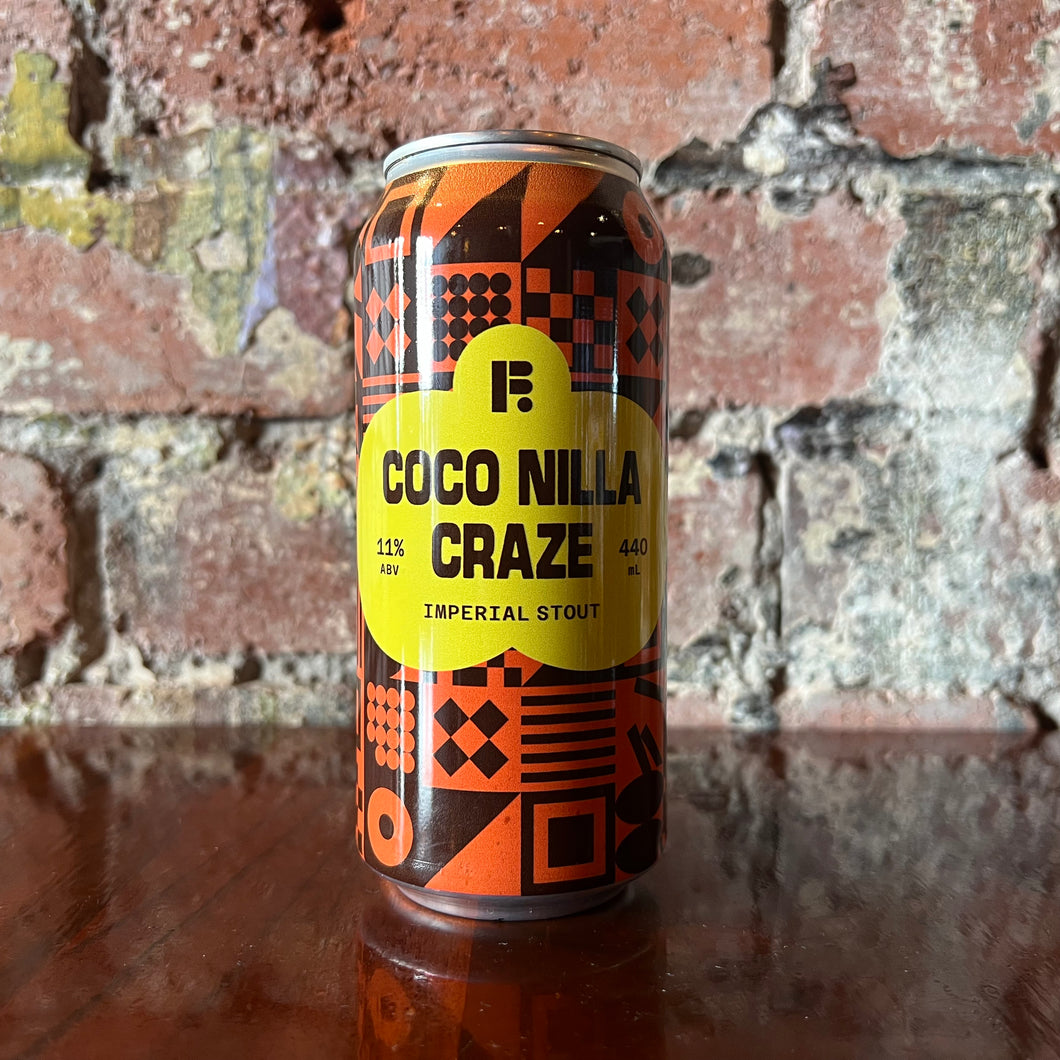 F.
COCO NILLA
CRAZE
11%
ABV
440
mL
IMPERIAL STOUT